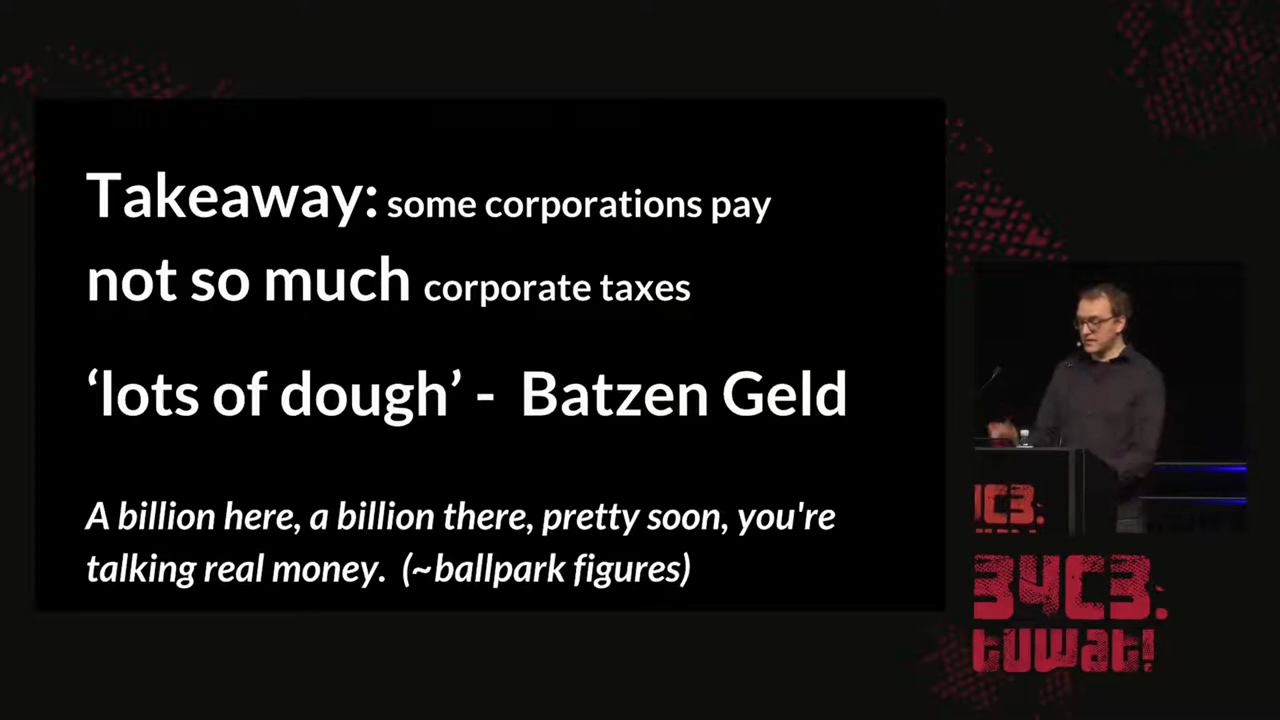 Takeaway: some corporations pay
not so much corporate taxes
‘lots of dough’ - Batzen Geld
A billion here, a billion there, pretty soon, you're
talking real money. (~ballpark figures)
JC3:
34C3:
tuwat!